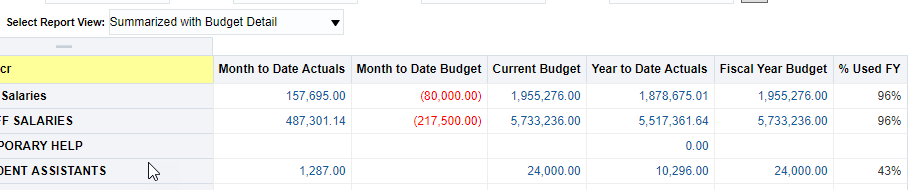 Select Report View: Summarized with Budget Detail
cr Month to Date Actuals Month to Date Budget Current Budget Year to Date Actuals Fiscal Year Budget % Used FY
Salaries 157,695.00 (80,000.00) 1,955,276.00 1,878,675.01 1,955,276.00 96%
FF SALARIES 487,301.14 (217,500.00) 5,733,236.00 5,517,361.64 5,733,236.00 96%
PORARY HELP 0.00
DENT ASSISTANTS 1,287.00 24,000.00 10,296.00 24,000.00 43%